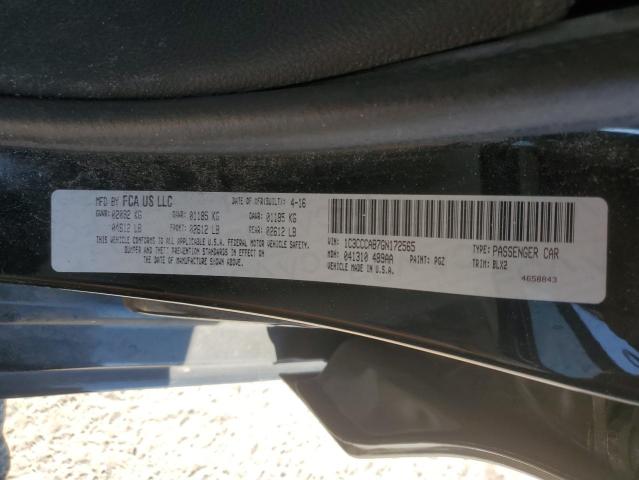 MFD BY FCA US LLC DATE OF MFR(BUILT): 4-16
GVWR: 02092 KG GAWR: 01185 KG GAWR: 01185 KG
04612 LB FRONT: 02612 LB REAR: 02612 LB
THIS VEHICLE CONFORMS TO ALL APPLICABLE U.S.A. FEDERAL MOTOR VEHICLE SAFETY,
BUMPER AND THEFT PREVENTION STANDARDS IN EFFECT ON
THE DATE OF MANUFACTURE SHOWN ABOVE.
VIN: 1C3CCCAB7GN172565 TYPE: PASSENGER CAR
MDH: 041310 489AA PAINT: PGZ TRIM: BLX2
VEHICLE MADE IN U.S.A. 4658843